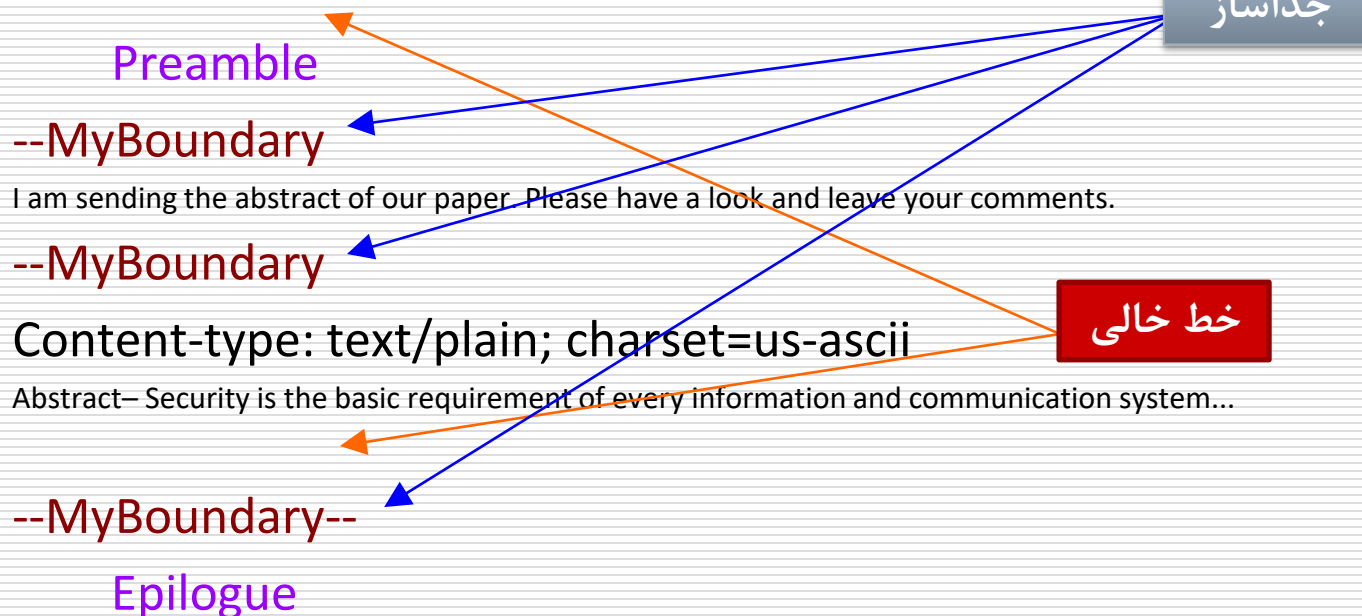 جداساز
Preamble
--MyBoundary
I am sending the abstract of our paper. Please have a look and leave your comments.
--MyBoundary
خط خالی
Content-type: text/plain; charset=us-ascii
Abstract– Security is the basic requirement of every information and communication system...
--MyBoundary--
Epilogue